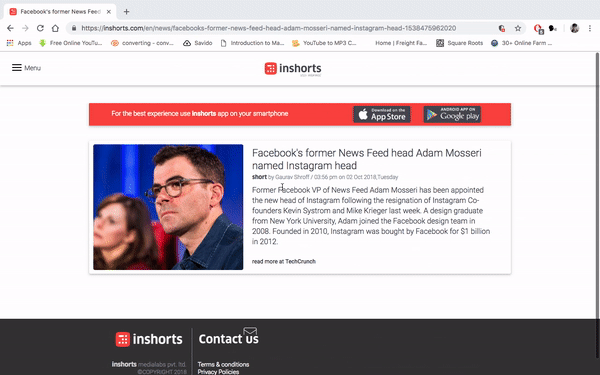 Facebook's former News Feed
https://inshorts.com/en/news/facebooks-former-news-feed-head-adam-mosseri-named-instagram-head-1538475962020
Apps Free Online YouTu... converting - conv... Savido Introduction to Ma... YouTube to MP3 C... Home | Freight Fa... Square Roots 30+ Online Farm ...
Menu
inshorts
For the best experience use inshorts app on your smartphone
Download on the
App Store
ANDROID APP ON
Google play
Facebook's former News Feed head Adam Mosseri
named Instagram head
short by Gaurav Shroff / 03:56 pm on 02 Oct 2018,Tuesday
Former Facebook VP of News Feed Adam Mosseri has been appointed
the new head of Instagram following the resignation of Instagram Co-
founders Kevin Systrom and Mike Krieger last week. A design graduate
from New York University, Adam joined the Facebook design team in
2008. Founded in 2010, Instagram was bought by Facebook for $1 billion
in 2012.
read more at TechCrunch
inshorts
Contact us
inshorts medialabs pvt. ltd.
©COPYRIGHT 2018
Terms & conditions
Privacy Policies